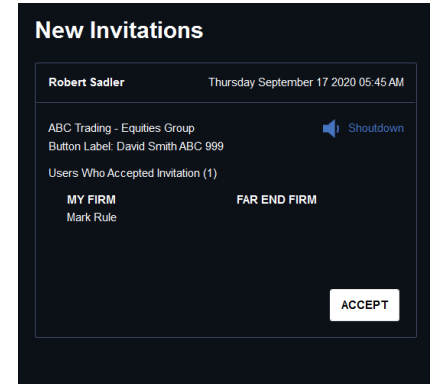 New Invitations
Robert Sadler Thursday September 17 2020 05:45 AM
ABC Trading - Equities Group Shoutdown
Button Label: David Smith ABC 999
Users Who Accepted Invitation (1)
MY FIRM FAR END FIRM
Mark Rule
ACCEPT